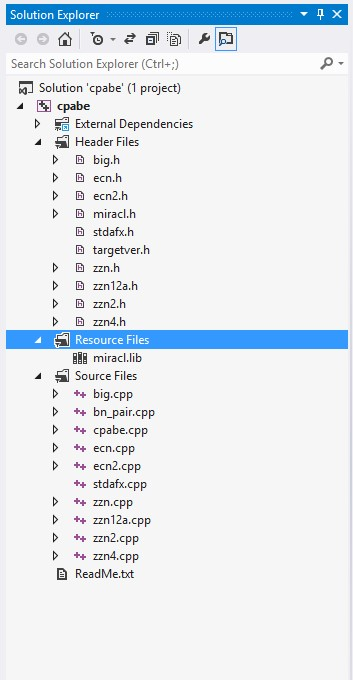 Solution Explorer
Search Solution Explorer (Ctrl+;)
Solution 'cpabe' (1 project)
cpabe
External Dependencies
Header Files
big.h
ecn.h
ecn2.h
miracl.h
stdafx.h
targetver.h
zzn.h
zzn12a.h
zzn2.h
zzn4.h
Resource Files
miracl.lib
Source Files
big.cpp
bn_pair.cpp
cpabe.cpp
ecn.cpp
ecn2.cpp
stdafx.cpp
zzn.cpp
zzn12a.cpp
zzn2.cpp
zzn4.cpp
ReadMe.txt